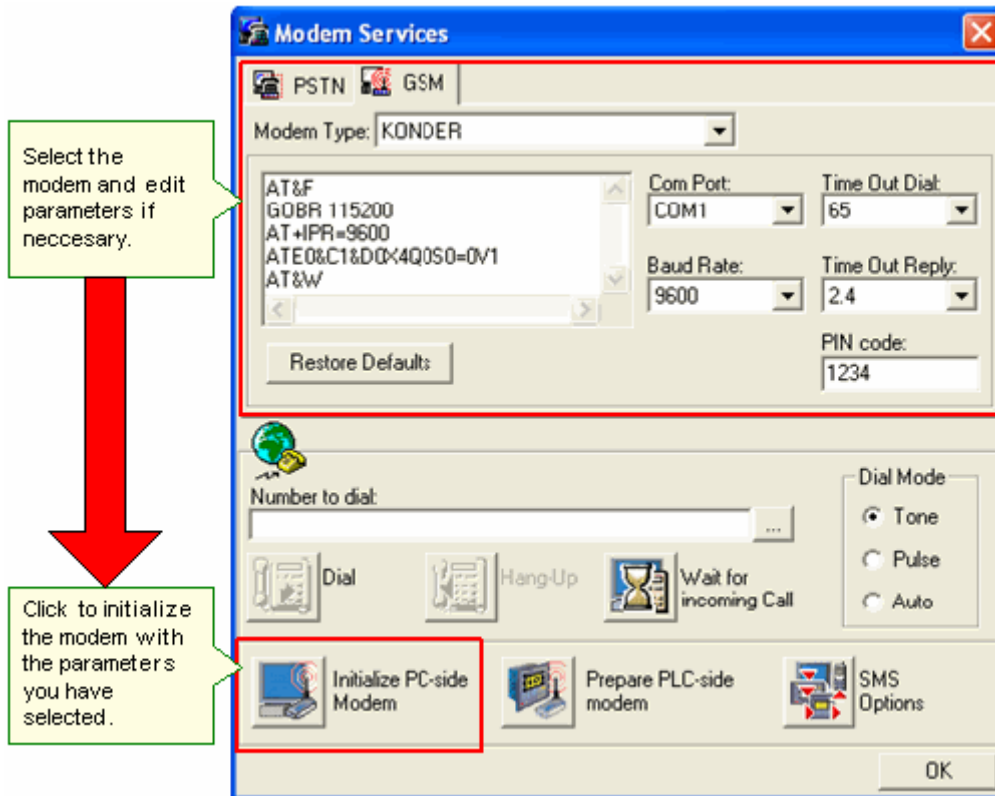 Modem Services
PSTN
GSM
Modem Type: KONDER
Select the
modem and edit
parameters if
neccesary.
AT&F
GOBR 115200
AT+IPR=9600
ATE0&C1&D0X4Q0S0=0V1
AT&W
Com Port:
COM1
Time Out Dial:
65
Baud Rate:
9600
Time Out Reply:
2.4
PIN code:
1234
Restore Defaults
Number to dial:
...
Dial Mode
Tone
Pulse
Auto
Dial
Hang-Up
Wait for
incoming Call
Click to initialize
the modem with
the parameters
you have
selected.
Initialize PC-side
Modem
Prepare PLC-side
modem
SMS
Options
OK